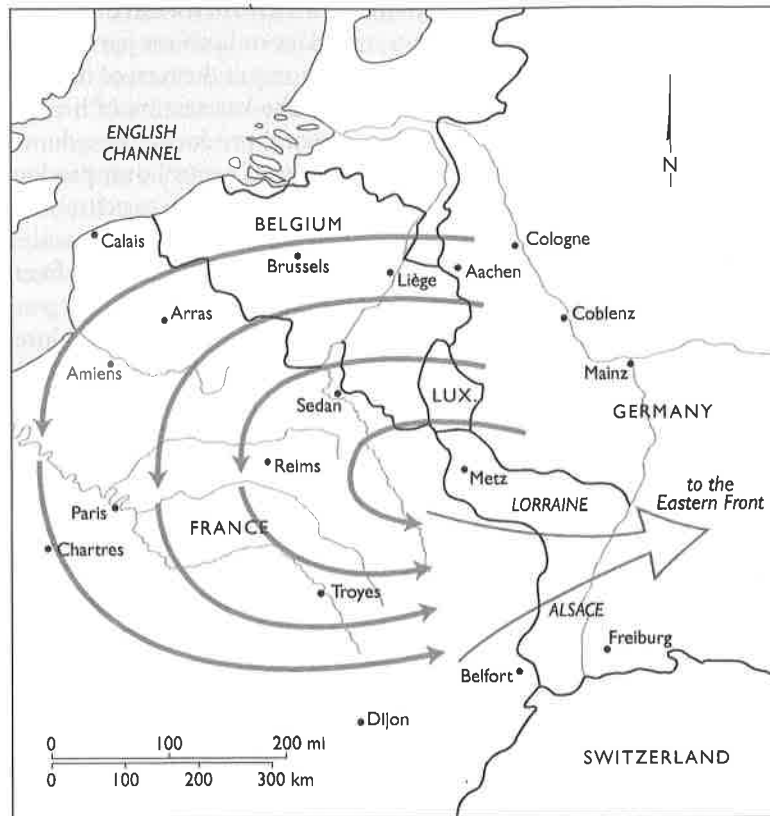 ENGLISH
CHANNEL
N
BELGIUM
Calais
Brussels
Cologne
Liège
Aachen
Arras
Coblenz
Amiens
Mainz
Sedan
LUX.
GERMANY
Reims
Metz
to the
Eastern Front
LORRAINE
Paris
FRANCE
Chartres
Troyes
ALSACE
Freiburg
Belfort
Dijon
0 100 200 mi
0 100 200 300 km
SWITZERLAND